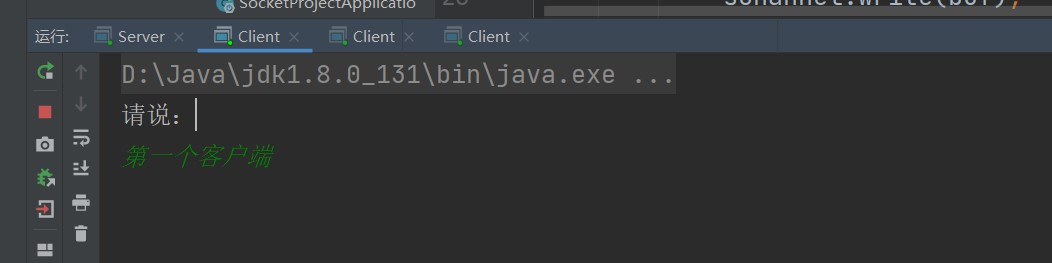 SocketProjectApplicatio
运行: Server Client Client Client
D:\Java\jdk1.8.0_131\bin\java.exe ...
请说：
第一个客户端